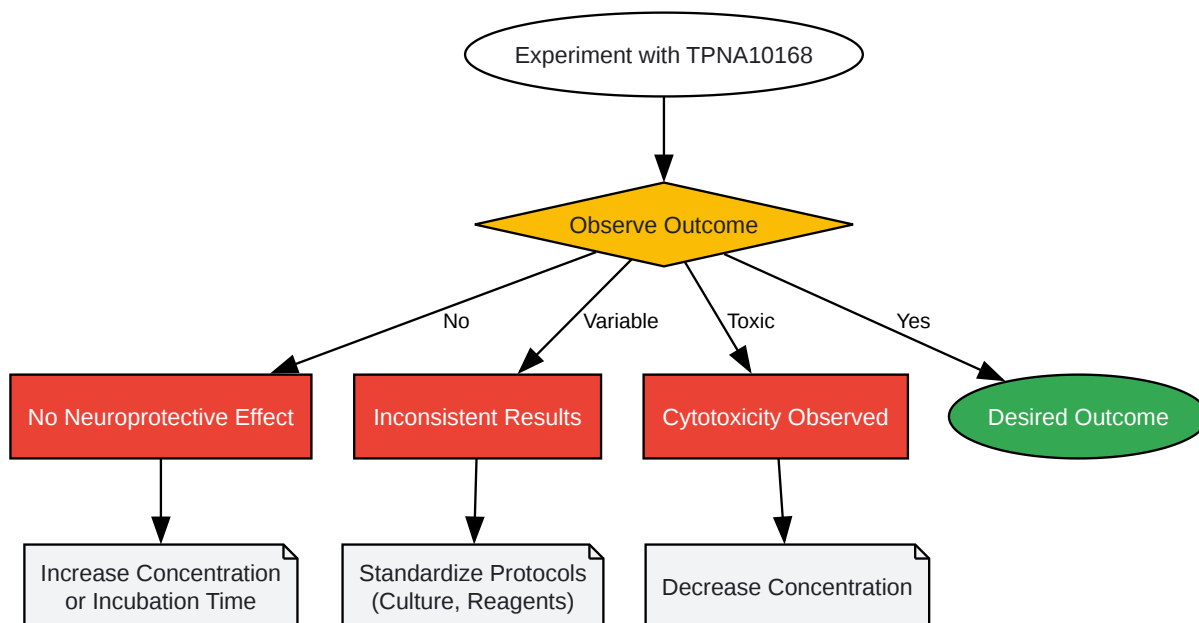 Experiment with TPNA10168
Observe Outcome
No
Variable
Toxic
Yes
No Neuroprotective Effect
Inconsistent Results
Cytotoxicity Observed
Desired Outcome
Increase Concentration
or Incubation Time
Standardize Protocols
(Culture, Reagents)
Decrease Concentration